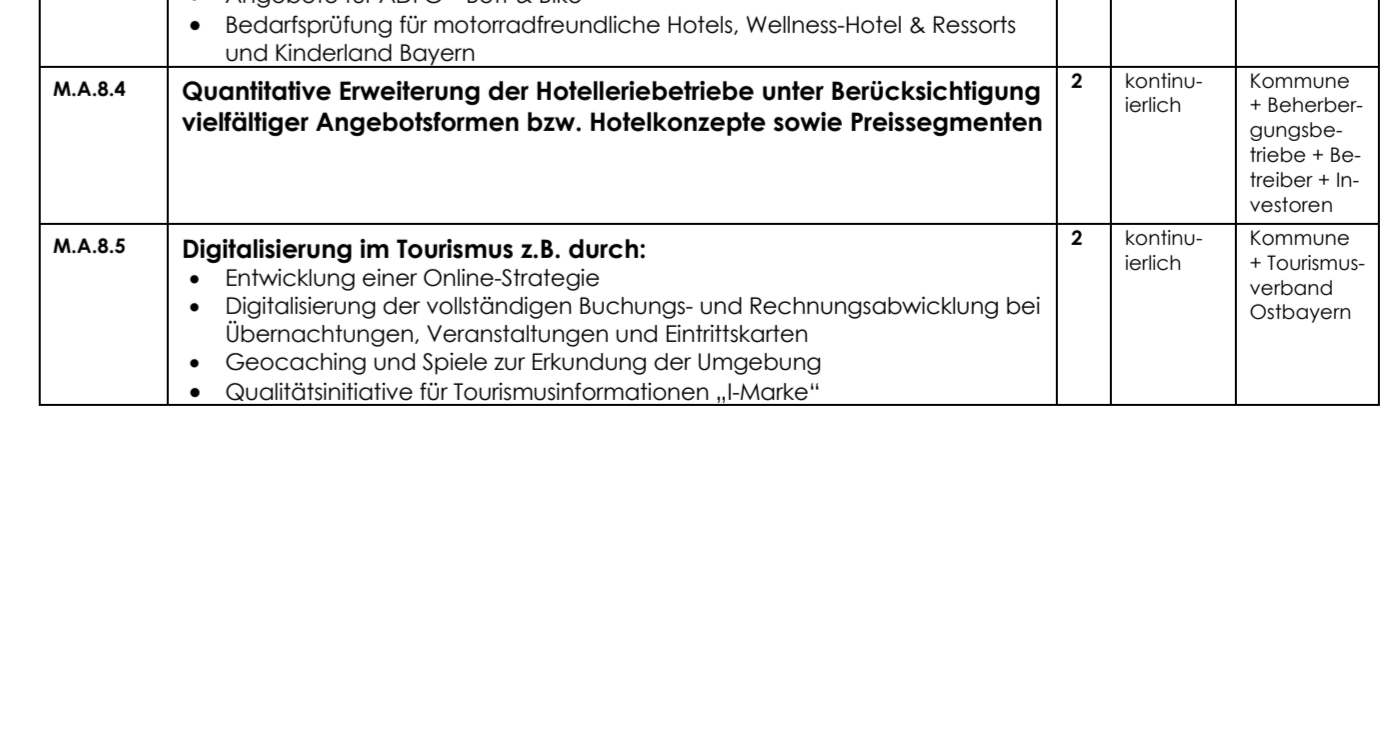 Bedarfsprüfung für motorradfreundliche Hotels, Wellness-Hotel & Ressorts
und Kinderland Bayern
M.A.8.4
Quantitative Erweiterung der Hotelleriebetriebe unter Berücksichtigung
vielfältiger Angebotsformen bzw. Hotelkonzepte sowie Preissegmenten
2
kontinu-
ierlich
Kommune
+ Beherber-
gungsbe-
triebe + Be-
treiber + In-
vestoren
M.A.8.5
Digitalisierung im Tourismus z.B. durch:
• Entwicklung einer Online-Strategie
• Digitalisierung der vollständigen Buchungs- und Rechnungsabwicklung bei
Übernachtungen, Veranstaltungen und Eintrittskarten
• Geocaching und Spiele zur Erkundung der Umgebung
• Qualitätsinitiative für Tourismusinformationen „I-Marke“
2
kontinu-
ierlich
Kommune
+ Tourismus-
verband
Ostbayern